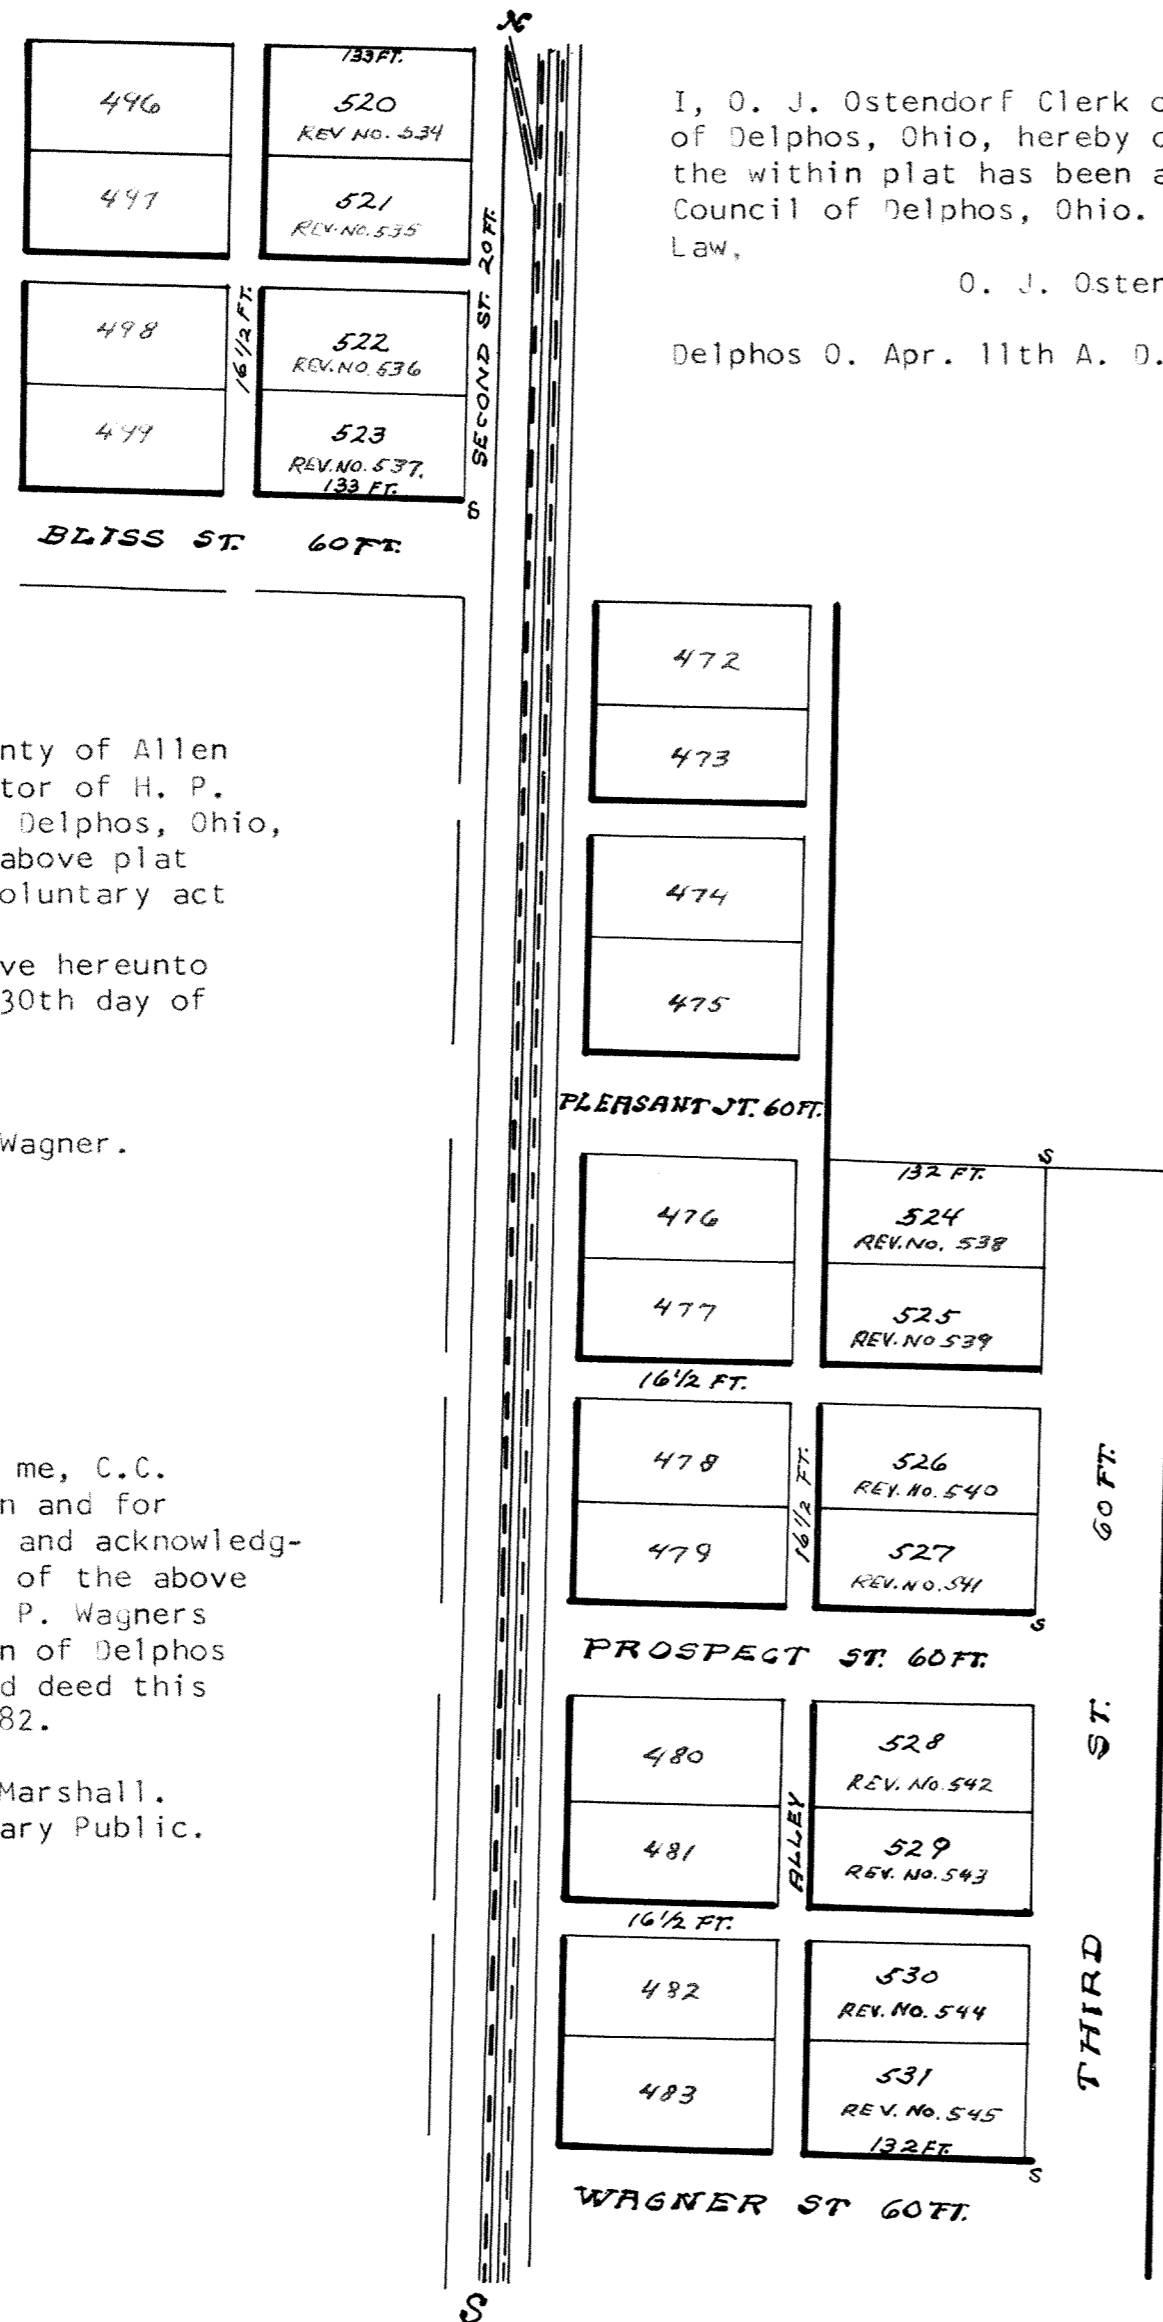 N
133 FT.
496
520
REV NO. 534
497
521
REV. NO. 535
SECOND ST. 20 FT.
498
16 1/2 FT.
522
REV. NO. 536
499
523
REV. NO. 537.
133 FT.
S
BLISS ST. 60 FT.
I, O. J. Ostendorf Clerk
of Delphos, Ohio, hereby
the within plat has been
Council of Delphos, Ohio.
Law,
O. J. Osten
Delphos O. Apr. 11th A. D.
472
473
474
475
PLEASANT ST. 60 FT.
nty of Allen
tor of H. P.
Delphos, Ohio,
above plat
oluntary act
ve hereunto
30th day of
Wagner.
S
132 FT.
476
524
REV. NO. 538
477
525
REV. NO 539
16 1/2 FT.
478
16 1/2 FT.
526
REV. NO. 540
479
527
REV. NO. 541
S
PROSPECT ST. 60 FT.
me, C.C.
n and for
and acknowledg-
of the above
P. Wagners
n of Delphos
d deed this
82.
Marshall.
ary Public.
480
528
REV. NO. 542
481
ALLEY
529
REV. NO. 543
16 1/2 FT.
482
530
REV. NO. 544
483
531
REV. NO. 545
132 FT.
S
WAGNER ST 60 FT.
THIRD ST. 60 FT.
S